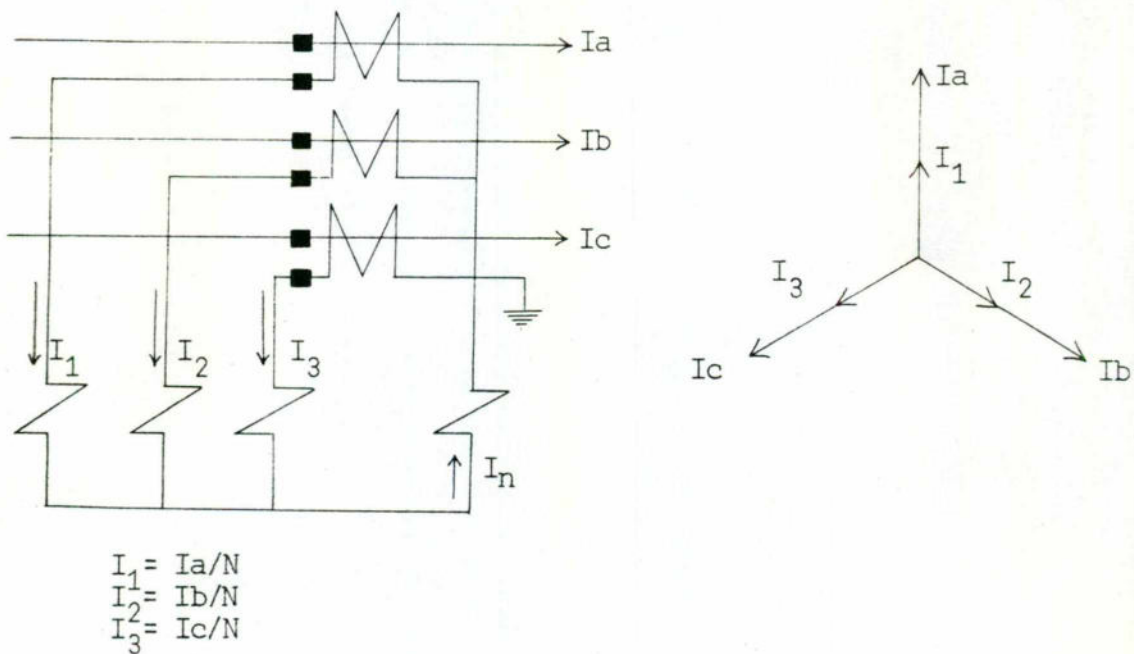 Ia
Ib
Ic
I1
I2
I3
In
I1= Ia/N
I2= Ib/N
I3= Ic/N
Ia
I1
I3
I2
Ic
Ib